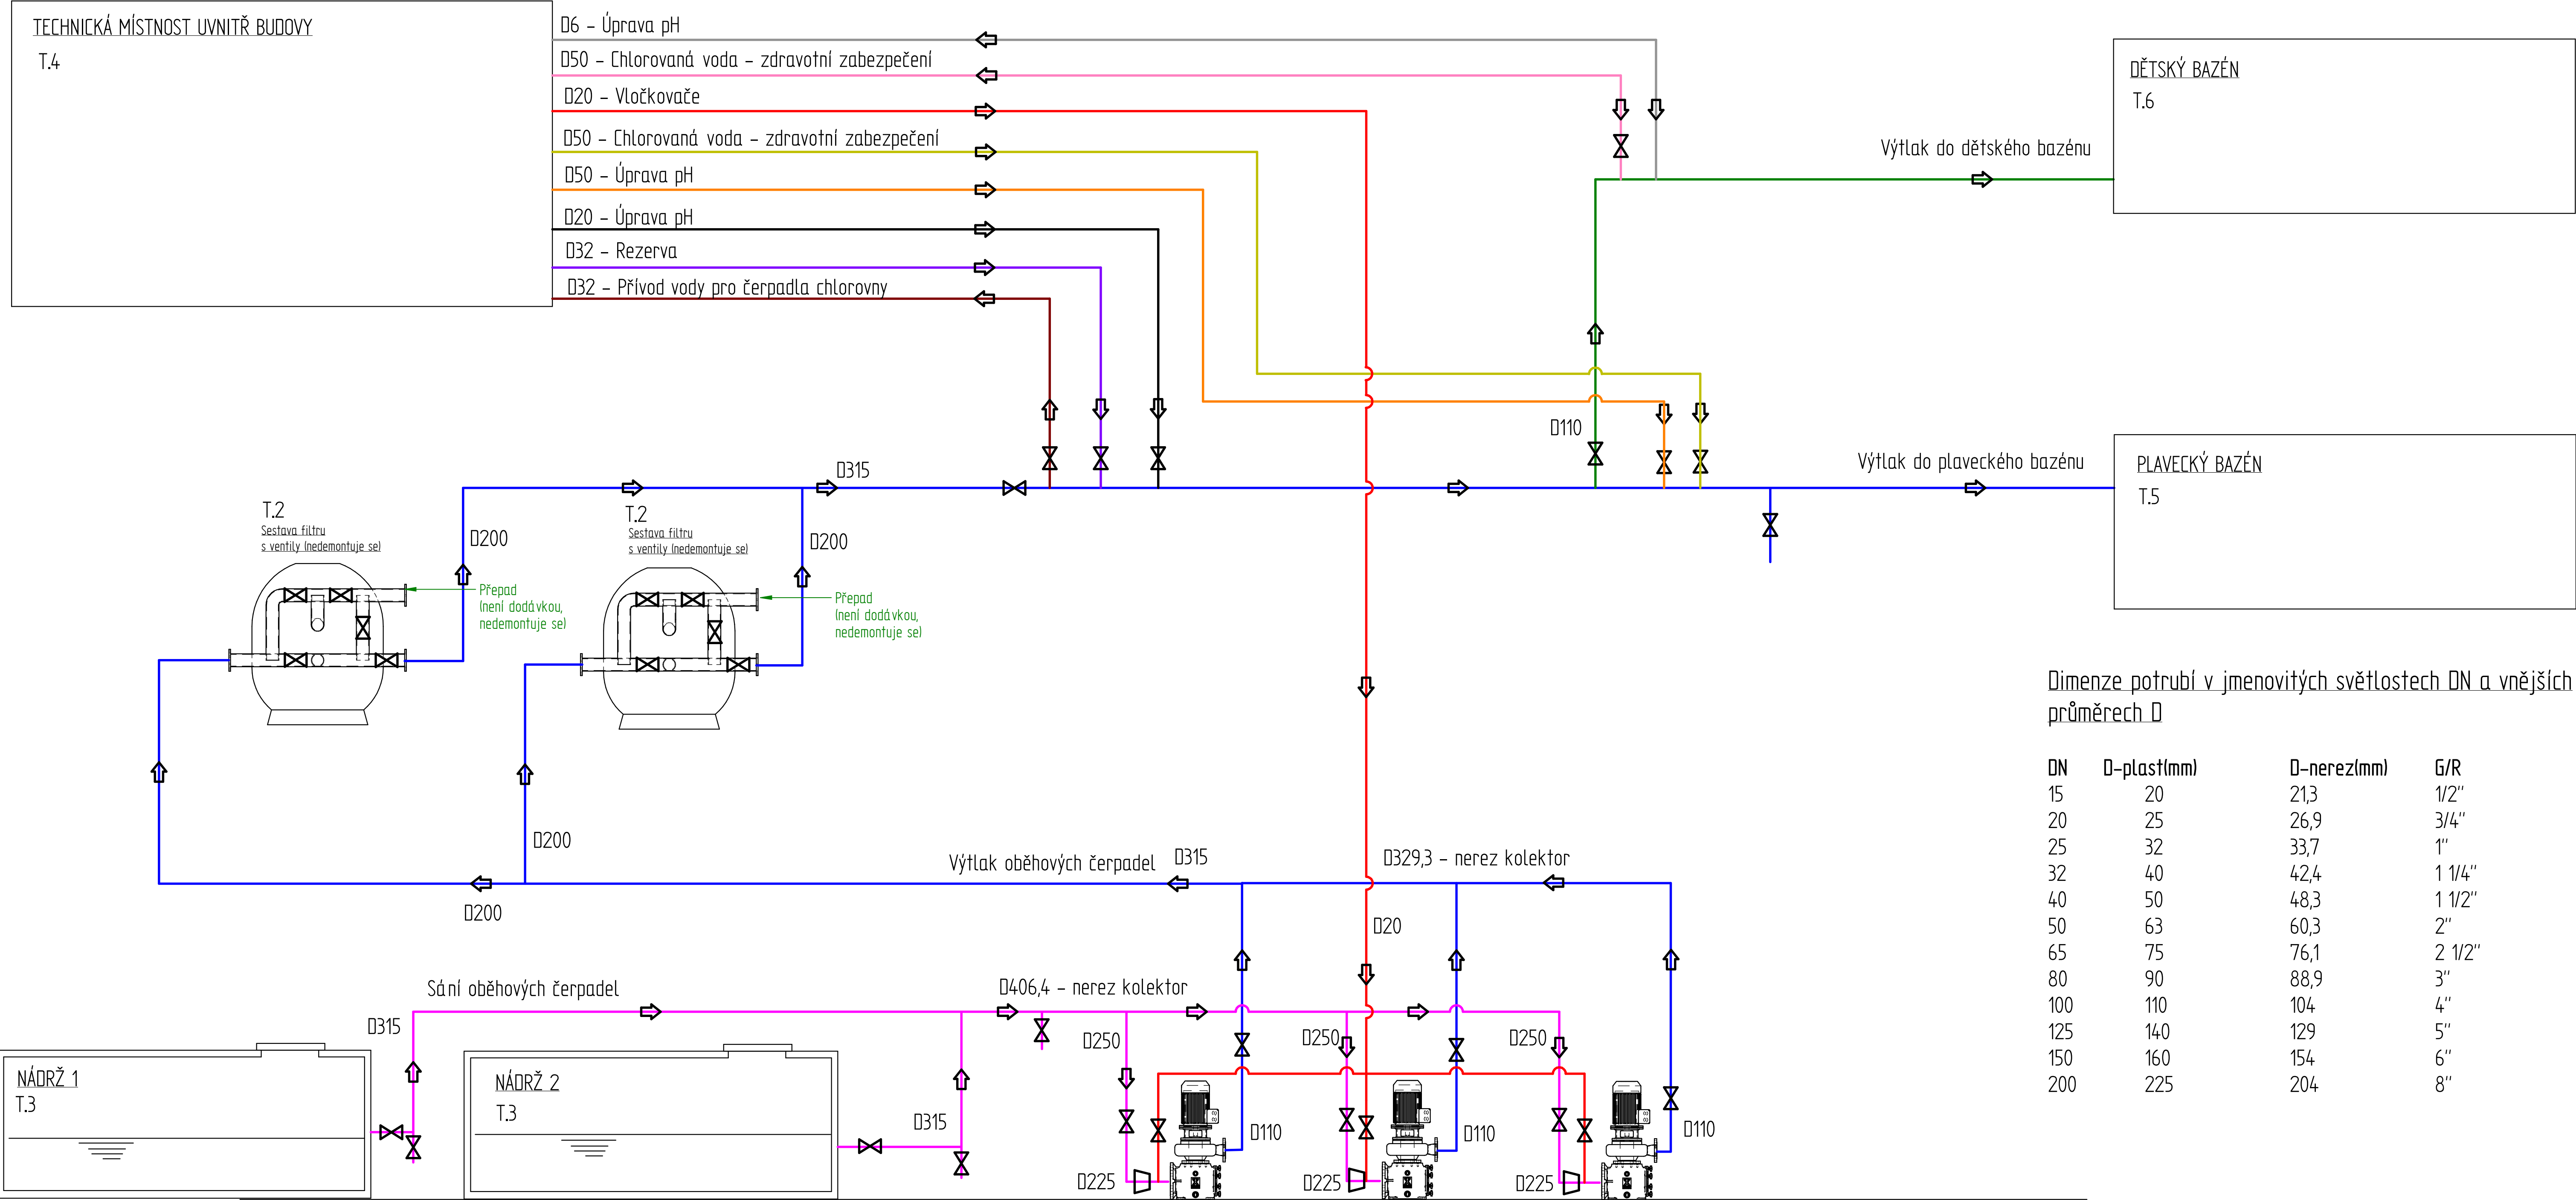 TECHNICKÁ MÍSTNOST UVNITŘ BUDOVY
T.4
D6 - Úprava pH
D50 - Chlorovaná voda - zdravotní zabezpečení
D20 - Vločkovače
D50 - Chlorovaná voda - zdravotní zabezpečení
D50 - Úprava pH
D20 - Úprava pH
D32 - Rezerva
D32 - Přívod vody pro čerpadla chlorovny
DĚTSKÝ BAZÉN
T.6
Výtlak do dětského bazénu
D110
Výtlak do plaveckého bazénu
PLAVECKÝ BAZÉN
T.5
D315
T.2
Sestava filtru
s ventily (nedemontuje se)
D200
Přepad
(není dodávkou,
nedemontuje se)
T.2
Sestava filtru
s ventily (nedemontuje se)
D200
Přepad
(není dodávkou,
nedemontuje se)
D200
D200
Výtlak oběhových čerpadel
D315
D329,3 - nerez kolektor
D20
Dimenze potrubí v jmenovitých světlostech DN a vnějších
průměrech D
DN D-plast(mm) D-nerez(mm) G/R
15 20 21,3 1/2''
20 25 26,9 3/4''
25 32 33,7 1''
32 40 42,4 1 1/4''
40 50 48,3 1 1/2''
50 63 60,3 2''
65 75 76,1 2 1/2''
80 90 88,9 3''
100 110 104 4''
125 140 129 5''
150 160 154 6''
200 225 204 8''
Sání oběhových čerpadel
D406,4 - nerez kolektor
D315
NÁDRŽ 1
T.3
NÁDRŽ 2
T.3
D315
D250
D250
D250
D110
D110
D110
D225
D225
D225